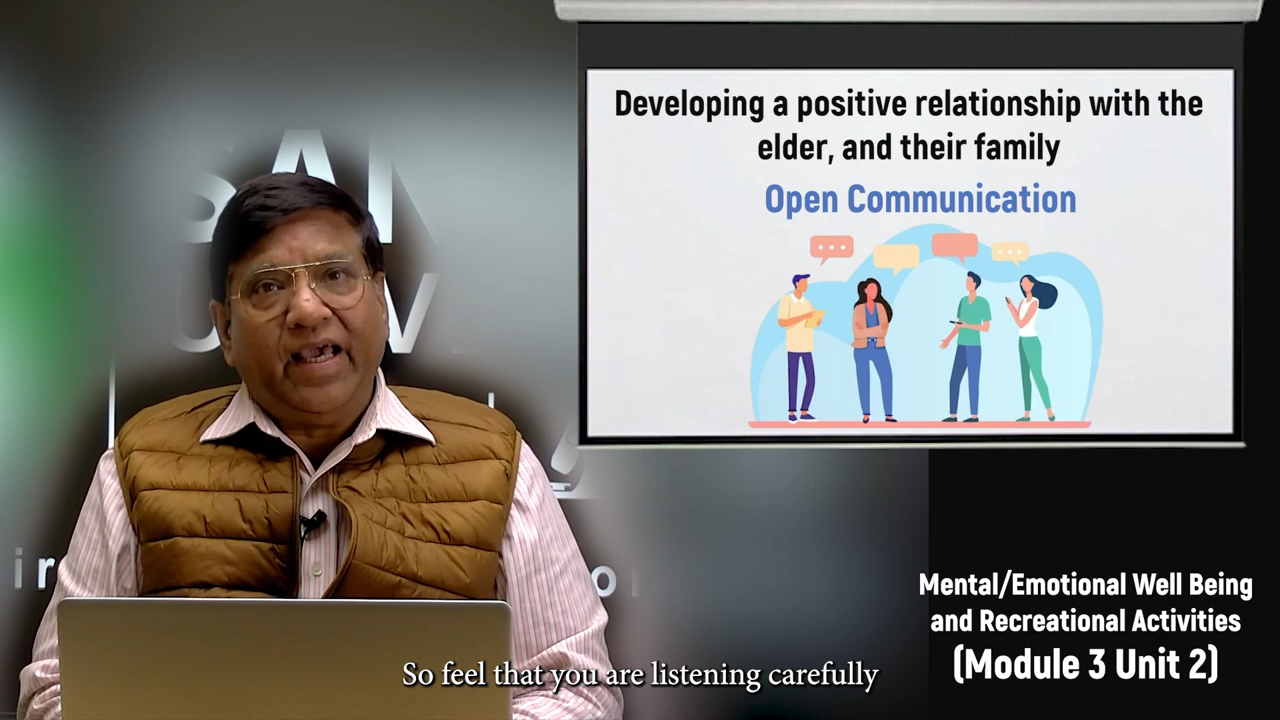 Developing a positive relationship with the
elder, and their family
Open Communication
Mental/Emotional Well Being
and Recreational Activities
(Module 3 Unit 2)
So feel that you are listening carefully